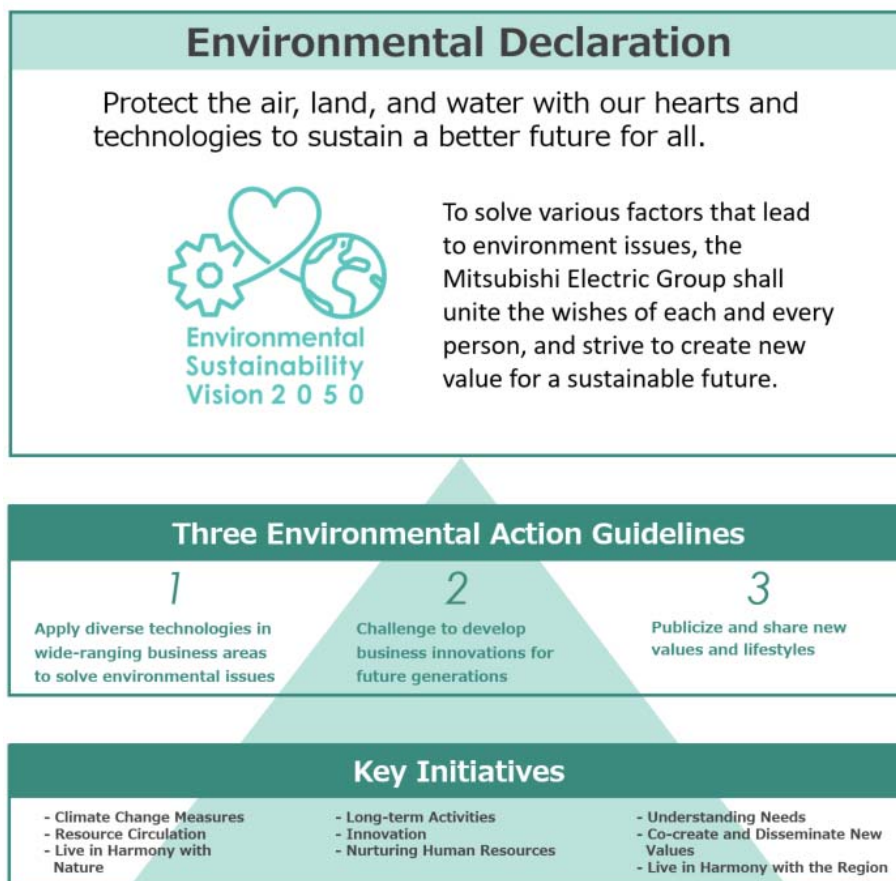 Environmental Declaration
Protect the air, land, and water with our hearts and
technologies to sustain a better future for all.
Environmental
Sustainability
Vision 2 0 5 0
To solve various factors that lead
to environment issues, the
Mitsubishi Electric Group shall
unite the wishes of each and every
person, and strive to create new
value for a sustainable future.
Three Environmental Action Guidelines
1
Apply diverse technologies in
wide-ranging business areas
to solve environmental issues
2
Challenge to develop
business innovations for
future generations
3
Publicize and share new
values and lifestyles
Key Initiatives
- Climate Change Measures
- Resource Circulation
- Live in Harmony with
Nature
- Long-term Activities
- Innovation
- Nurturing Human Resources
- Understanding Needs
- Co-create and Disseminate New
Values
- Live in Harmony with the Region